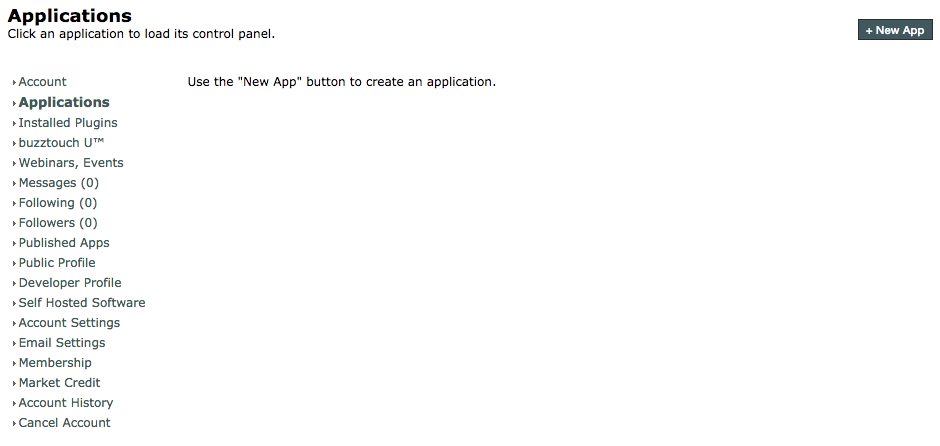 Applications
Click an application to load its control panel.
+ New App
Account
Use the "New App" button to create an application.
Applications
Installed Plugins
buzztouch U™
Webinars, Events
Messages (0)
Following (0)
Followers (0)
Published Apps
Public Profile
Developer Profile
Self Hosted Software
Account Settings
Email Settings
Membership
Market Credit
Account History
Cancel Account